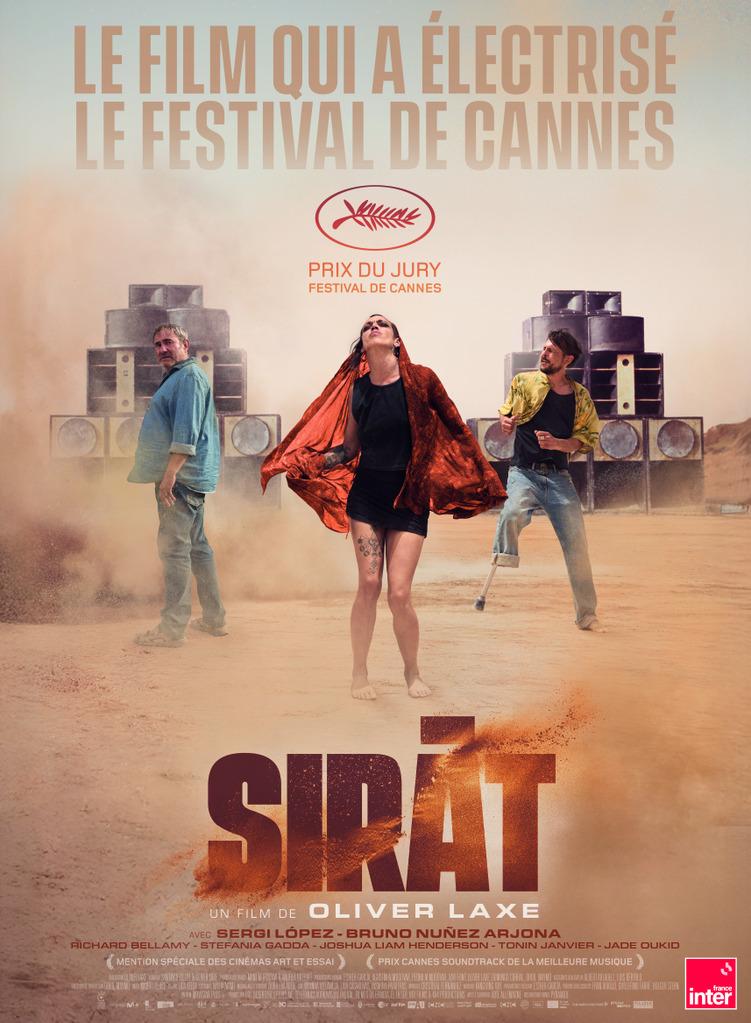 LE FILM QUI A ÉLECTRISÉ
LE FESTIVAL DE CANNES
PRIX DU JURY
FESTIVAL DE CANNES
SIRĀT
UN FILM DE OLIVER LAXE
AVEC SERGI LÓPEZ - BRUNO NUÑEZ ARJONA
RICHARD BELLAMY - STEFANIA GADDA - JOSHUA LIAM HENDERSON - TONIN JANVIER - JADE OUKID
MENTION SPÉCIALE DES CINÉMAS ART ET ESSAI
PRIX CANNES SOUNDTRACK DE LA MEILLEURE MUSIQUE
france
inter